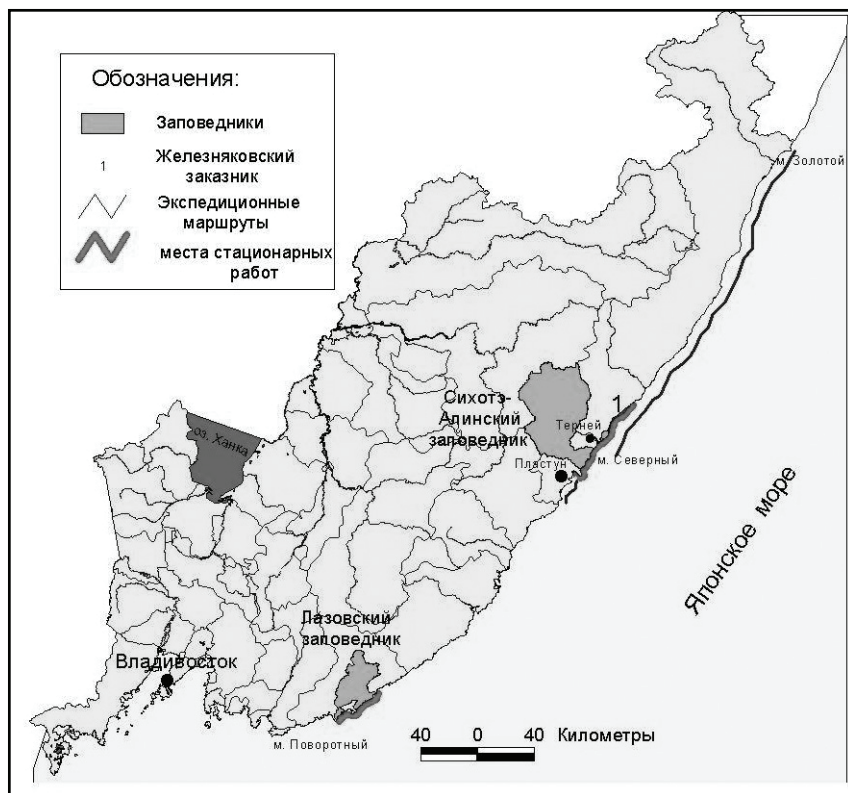 Обозначения:
Заповедники
1
Железняковский
заказник
Экспедиционные
маршруты
места стационарных
работ
м. Золотой
Сихотэ-
Алинский
заповедник
1
Терней
Пластун
м. Северный
оз. Ханка
Японское море
Лазовский
заповедник
Владивосток
м. Поворотный
40 0 40 Километры